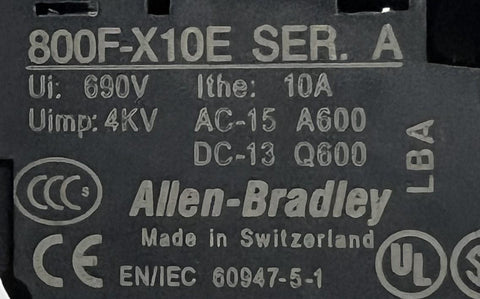 800F-X10E SER. A
Ui: 690V Ithe: 10A
Uimp: 4KV AC-15 A600
DC-13 Q600
LBA
CCC S
Allen-Bradley
Made in Switzerland
UL
CE EN/IEC 60947-5-1